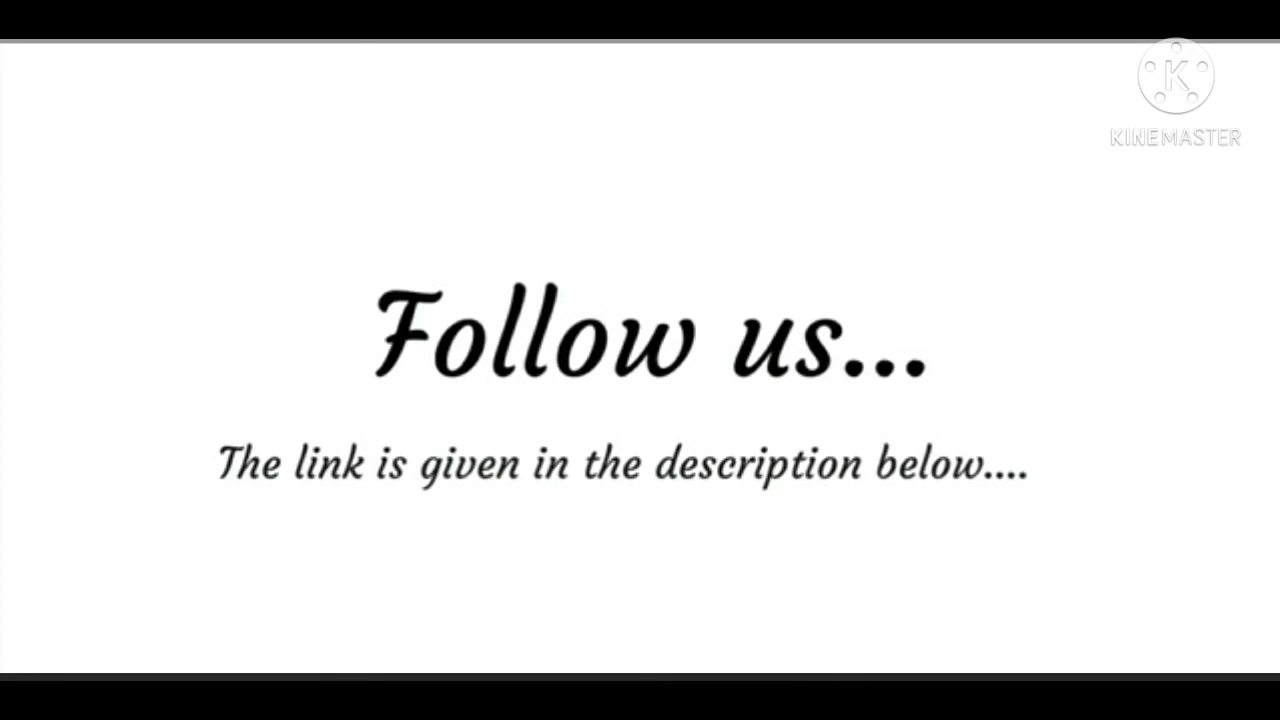 K
KINEMASTER
Follow us...
The link is given in the description below....